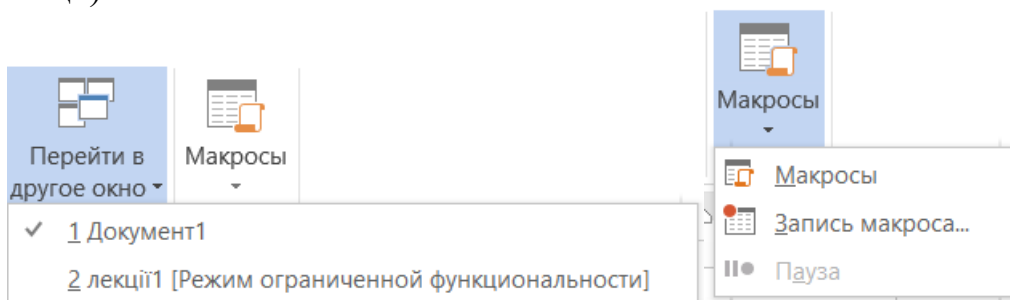 Перейти в
другое окно
Макросы
✓ 1 Документ1
2 лекції1 [Режим ограниченной функциональности]
Макросы
Макросы
Запись макроса...
Пауза